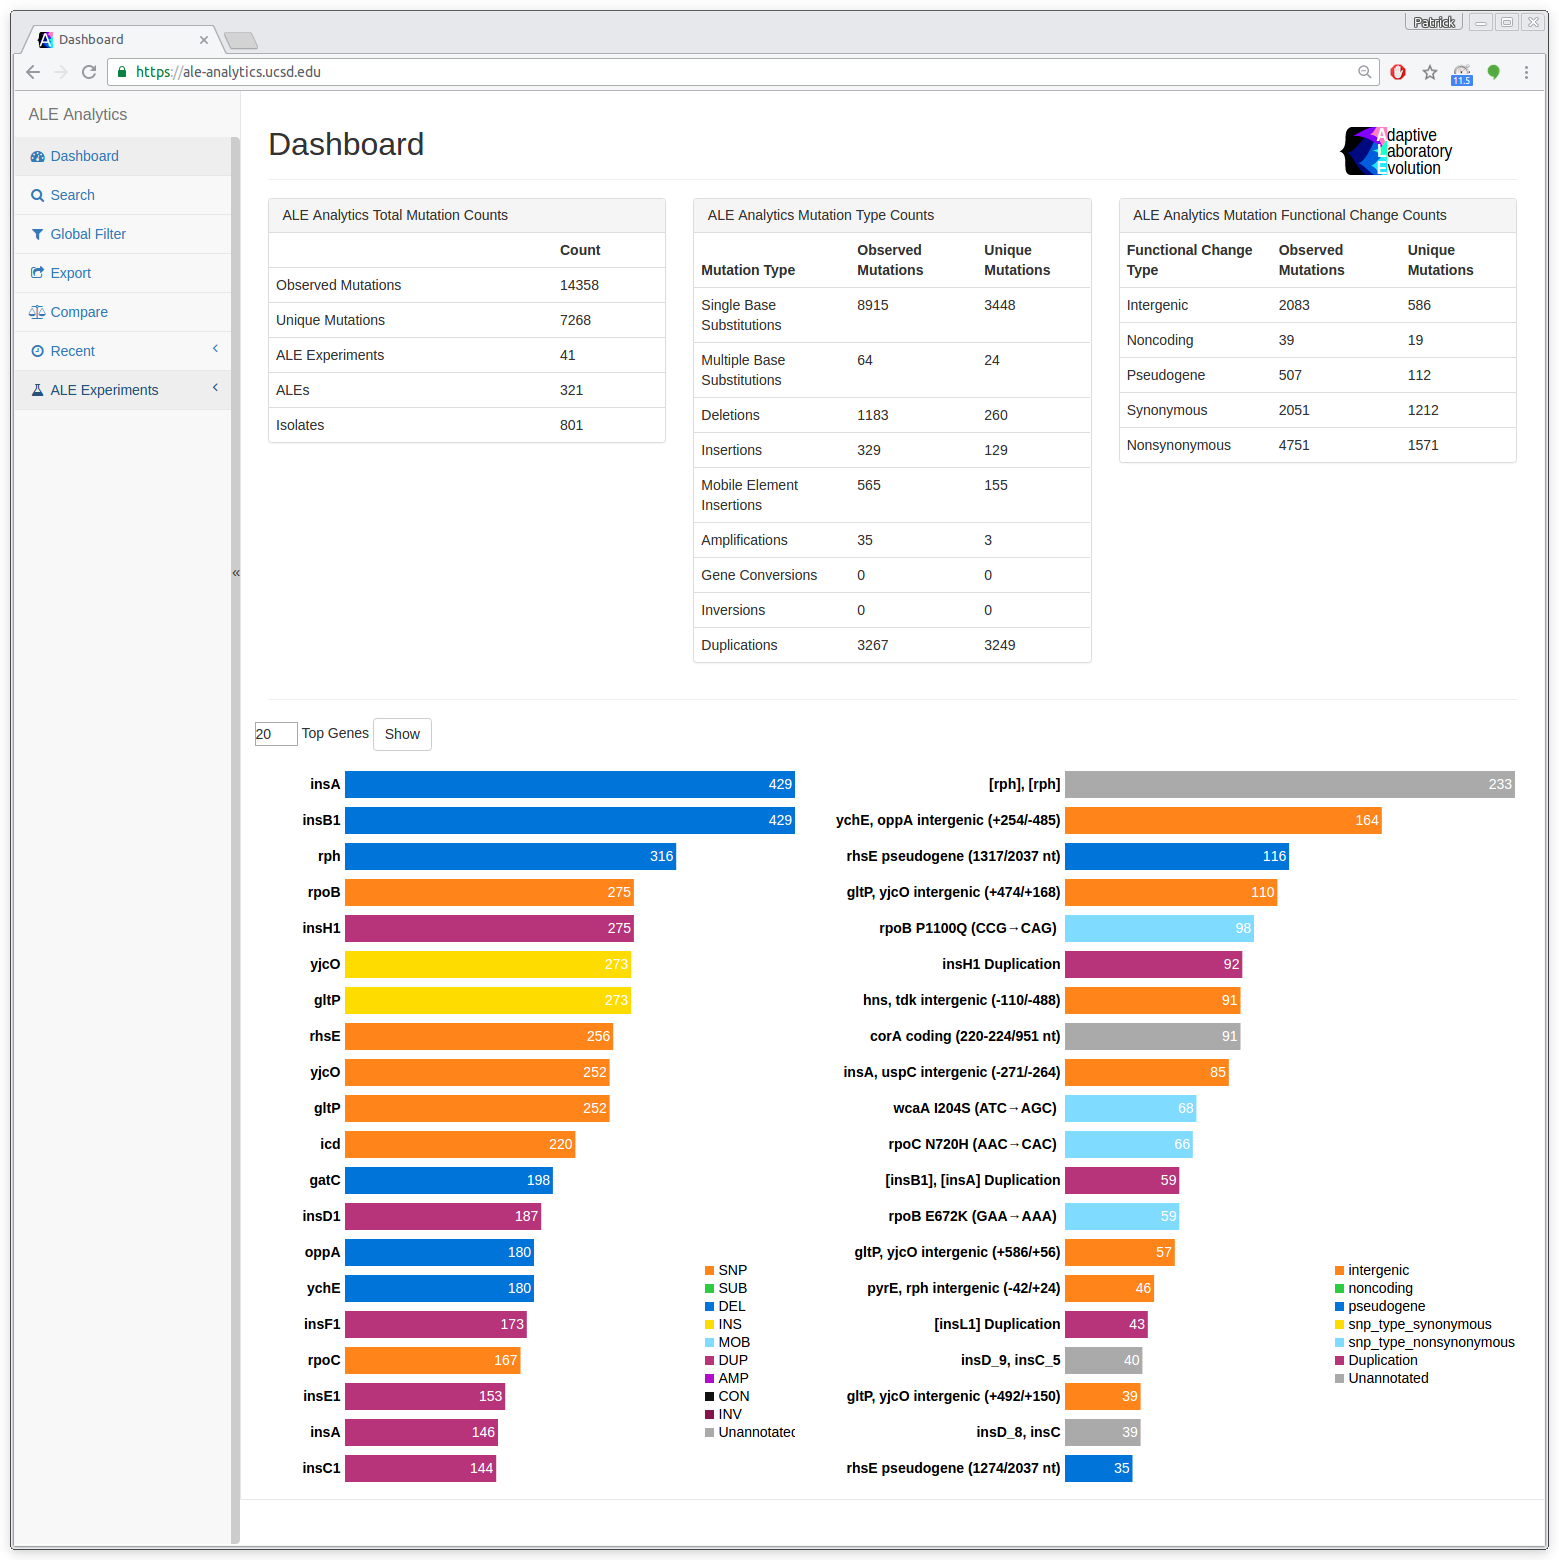 Patrick
Dashboard
https://ale-analytics.ucsd.edu
11.5
ALE Analytics
Dashboard
Search
Global Filter
Export
Compare
Recent
ALE Experiments
«
Dashboard
Adaptive
Laboratory
Evolution
ALE Analytics Total Mutation Counts
Count
Observed Mutations 14358
Unique Mutations 7268
ALE Experiments 41
ALEs 321
Isolates 801
ALE Analytics Mutation Type Counts
Mutation Type Observed Mutations Unique Mutations
Single Base Substitutions 8915 3448
Multiple Base Substitutions 64 24
Deletions 1183 260
Insertions 329 129
Mobile Element Insertions 565 155
Amplifications 35 3
Gene Conversions 0 0
Inversions 0 0
Duplications 3267 3249
ALE Analytics Mutation Functional Change Counts
Functional Change Type Observed Mutations Unique Mutations
Intergenic 2083 586
Noncoding 39 19
Pseudogene 507 112
Synonymous 2051 1212
Nonsynonymous 4751 1571
20 Top Genes Show
insA 429
insB1 429
rph 316
rpoB 275
insH1 275
yjcO 273
gltP 273
rhsE 256
yjcO 252
gltP 252
icd 220
gatC 198
insD1 187
oppA 180
ychE 180
insF1 173
rpoC 167
insE1 153
insA 146
insC1 144
SNP
SUB
DEL
INS
MOB
DUP
AMP
CON
INV
Unannotated
[rph], [rph] 233
ychE, oppA intergenic (+254/-485) 164
rhsE pseudogene (1317/2037 nt) 116
gltP, yjcO intergenic (+474/+168) 110
rpoB P1100Q (CCG→CAG) 98
insH1 Duplication 92
hns, tdk intergenic (-110/-488) 91
corA coding (220-224/951 nt) 91
insA, uspC intergenic (-271/-264) 85
wcaA I204S (ATC→AGC) 68
rpoC N720H (AAC→CAC) 66
[insB1], [insA] Duplication 59
rpoB E672K (GAA→AAA) 59
gltP, yjcO intergenic (+586/+56) 57
pyrE, rph intergenic (-42/+24) 46
[insL1] Duplication 43
insD_9, insC_5 40
gltP, yjcO intergenic (+492/+150) 39
insD_8, insC 39
rhsE pseudogene (1274/2037 nt) 35
intergenic
noncoding
pseudogene
snp_type_synonymous
snp_type_nonsynonymous
Duplication
Unannotated